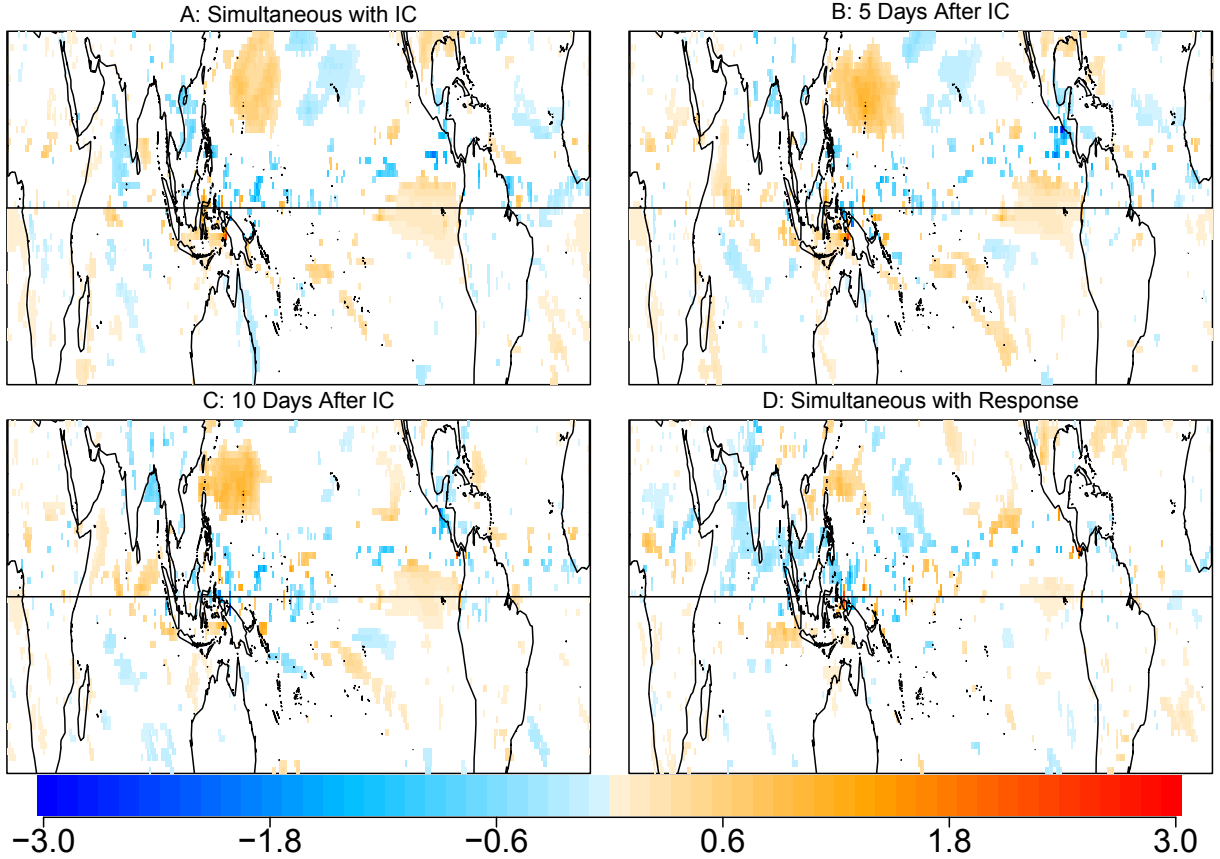 A: Simultaneous with IC
B: 5 Days After IC
C: 10 Days After IC
D: Simultaneous with Response
−3.0 −1.8 −0.6 0.6 1.8 3.0